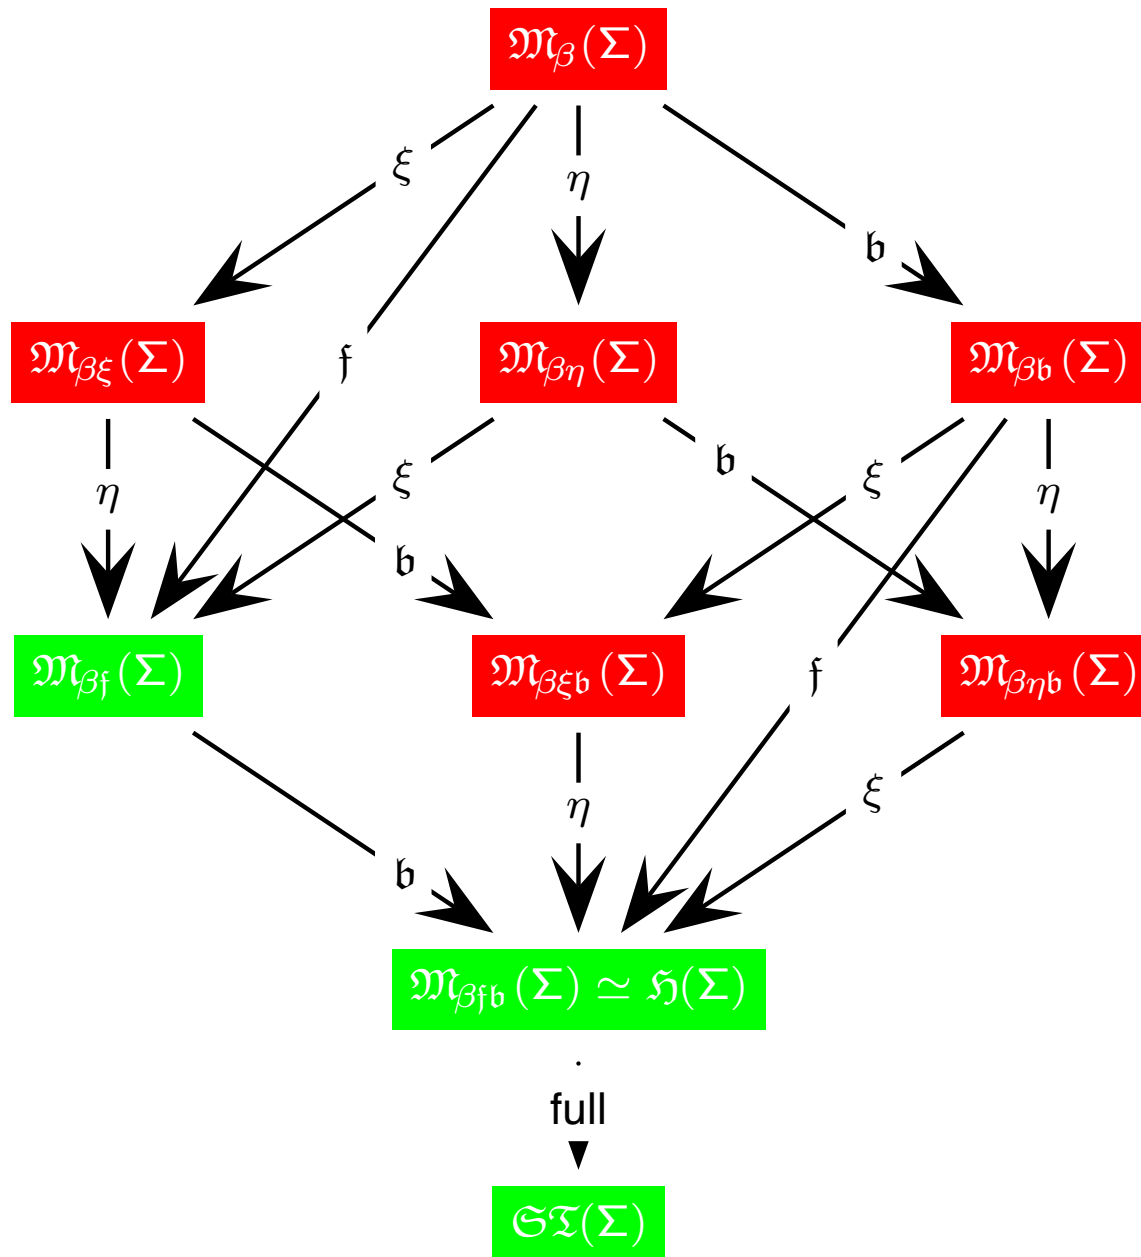 𝔐β(Σ)
ξ
η
𝔟
𝔣
𝔐βξ(Σ) 𝔐βη(Σ) 𝔐β𝔟(Σ)
η
𝔟
ξ
𝔟
ξ
𝔣
η
𝔐β𝔣(Σ) 𝔐βξ𝔟(Σ) 𝔐βη𝔟(Σ)
𝔟
η
ξ
𝔐β𝔣𝔟(Σ) ≃ ℌ(Σ)
full
𝔖𝔗(Σ)